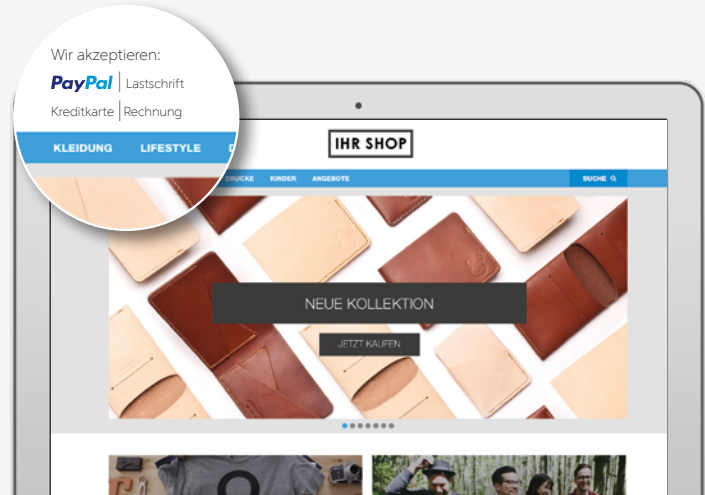 Wir akzeptieren:
PayPal | Lastschrift
Kreditkarte | Rechnung
KLEIDUNG LIFESTYLE
IHR SHOP
DRUCKE KINDER ANGEBOTE SUCHE
NEUE KOLLEKTION
JETZT KAUFEN